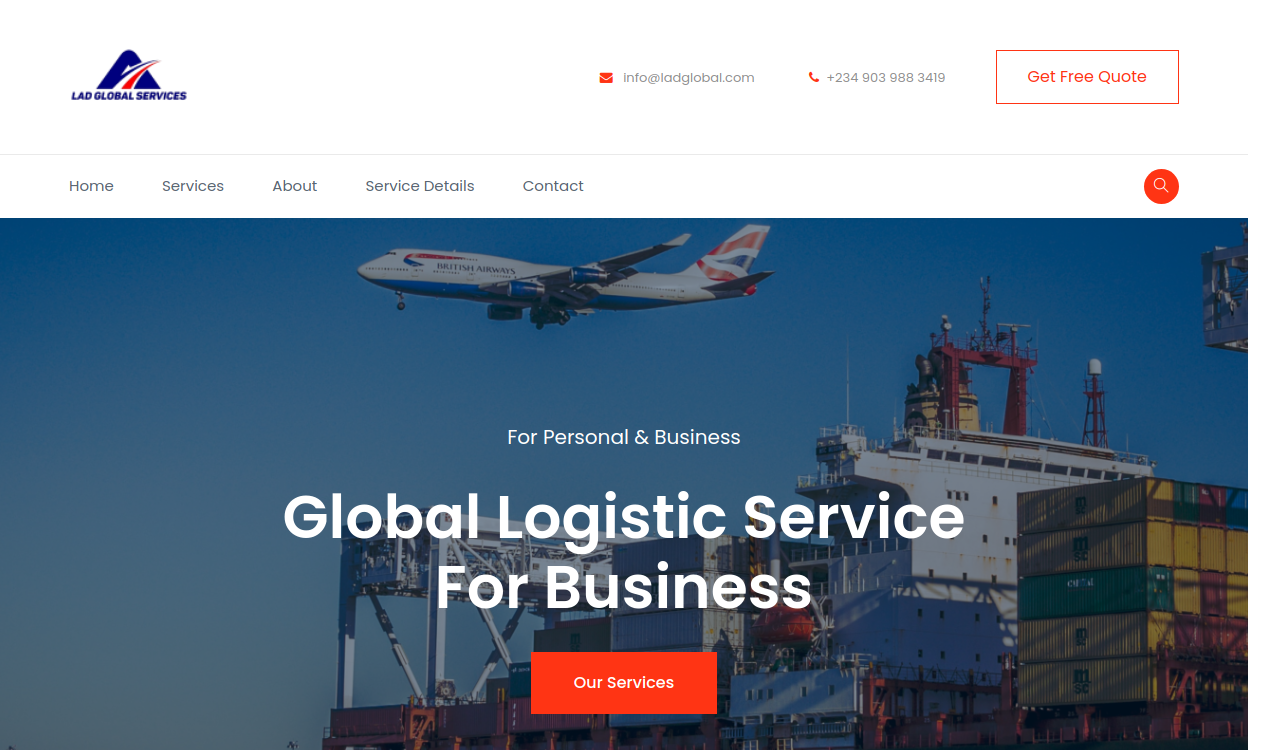 LAD GLOBAL SERVICES
info@ladglobal.com
+234 903 988 3419
Get Free Quote
Home
Services
About
Service Details
Contact
BRITISH AIRWAYS
For Personal & Business
Global Logistic Service
For Business
Our Services